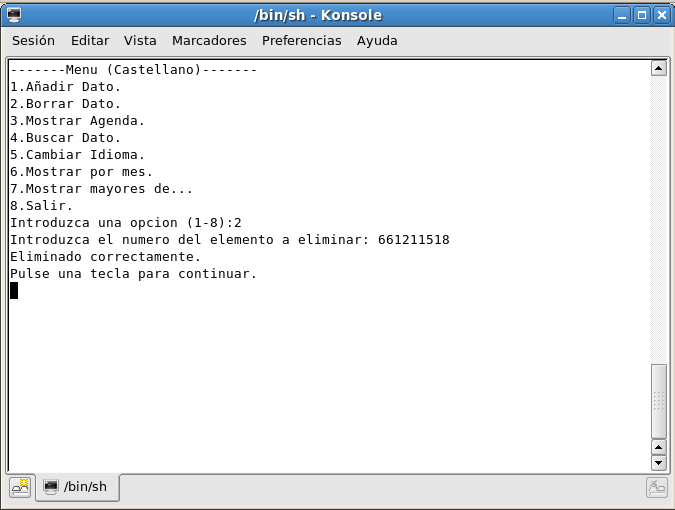 /bin/sh - Konsole
Sesión Editar Vista Marcadores Preferencias Ayuda
-------Menu (Castellano)-------
1.Añadir Dato.
2.Borrar Dato.
3.Mostrar Agenda.
4.Buscar Dato.
5.Cambiar Idioma.
6.Mostrar por mes.
7.Mostrar mayores de...
8.Salir.
Introduzca una opcion (1-8):2
Introduzca el numero del elemento a eliminar: 661211518
Eliminado correctamente.
Pulse una tecla para continuar.
/bin/sh